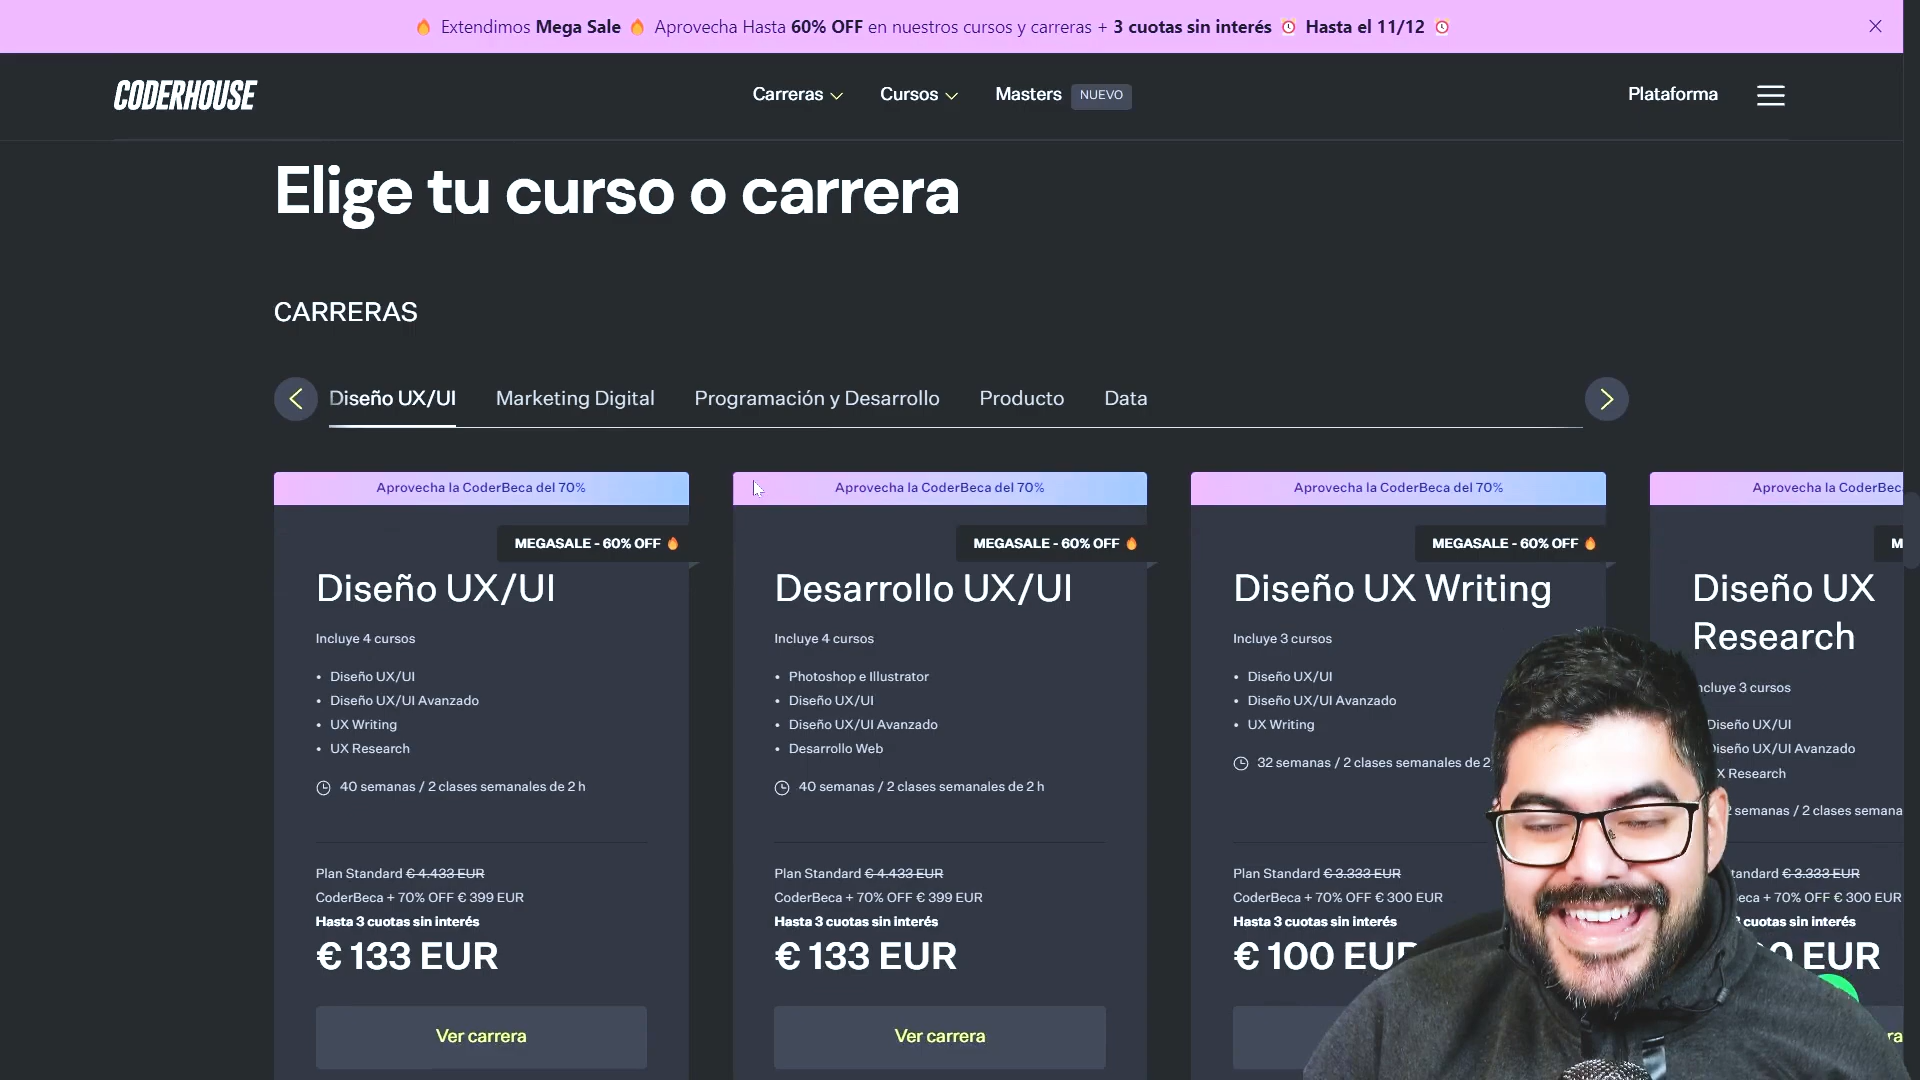 Extendimos Mega Sale Aprovecha Hasta 60% OFF en nuestros cursos y carreras + 3 cuotas sin interés Hasta el 11/12
CODERHOUSE
Carreras
Cursos
Masters
NUEVO
Plataforma
Elige tu curso o carrera
CARRERAS
Diseño UX/UI
Marketing Digital
Programación y Desarrollo
Producto
Data
Aprovecha la CoderBeca del 70%
MEGASALE - 60% OFF
Diseño UX/UI
Incluye 4 cursos
• Diseño UX/UI
• Diseño UX/UI Avanzado
• UX Writing
• UX Research
40 semanas / 2 clases semanales de 2 h
Plan Standard € 4.433 EUR
CoderBeca + 70% OFF € 399 EUR
Hasta 3 cuotas sin interés
€ 133 EUR
Ver carrera
Aprovecha la CoderBeca del 70%
MEGASALE - 60% OFF
Desarrollo UX/UI
Incluye 4 cursos
• Photoshop e Illustrator
• Diseño UX/UI
• Diseño UX/UI Avanzado
• Desarrollo Web
40 semanas / 2 clases semanales de 2 h
Plan Standard € 4.433 EUR
CoderBeca + 70% OFF € 399 EUR
Hasta 3 cuotas sin interés
€ 133 EUR
Ver carrera
Aprovecha la CoderBeca del 70%
MEGASALE - 60% OFF
Diseño UX Writing
Incluye 3 cursos
• Diseño UX/UI
• Diseño UX/UI Avanzado
• UX Writing
32 semanas / 2 clases semanales de 2
Plan Standard € 3.333 EUR
CoderBeca + 70% OFF € 300 EUR
Hasta 3 cuotas sin interés
€ 100 EUR
Aprovecha la
Diseño UX
Research
3 cursos
Diseño UX/UI
Diseño UX/UI Avanzado
Research
semanas / 2 clases
€ 3.333 EUR
+ 70% OFF € 300 EUR
cuotas sin interés
EUR